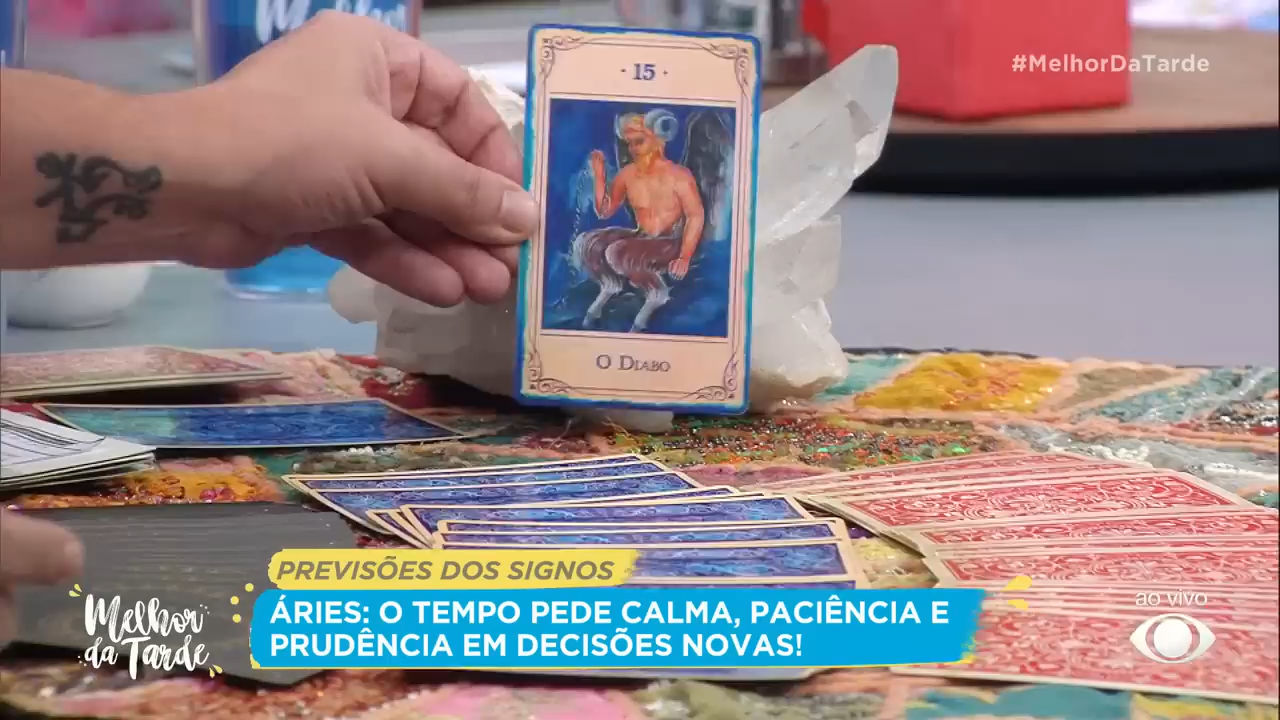 Melhor
#MelhorDaTarde
· 15 ·
O DIABO
PREVISÕES DOS SIGNOS
ÁRIES: O TEMPO PEDE CALMA, PACIÊNCIA E
PRUDÊNCIA EM DECISÕES NOVAS!
Melhor
da Tarde
ao vivo